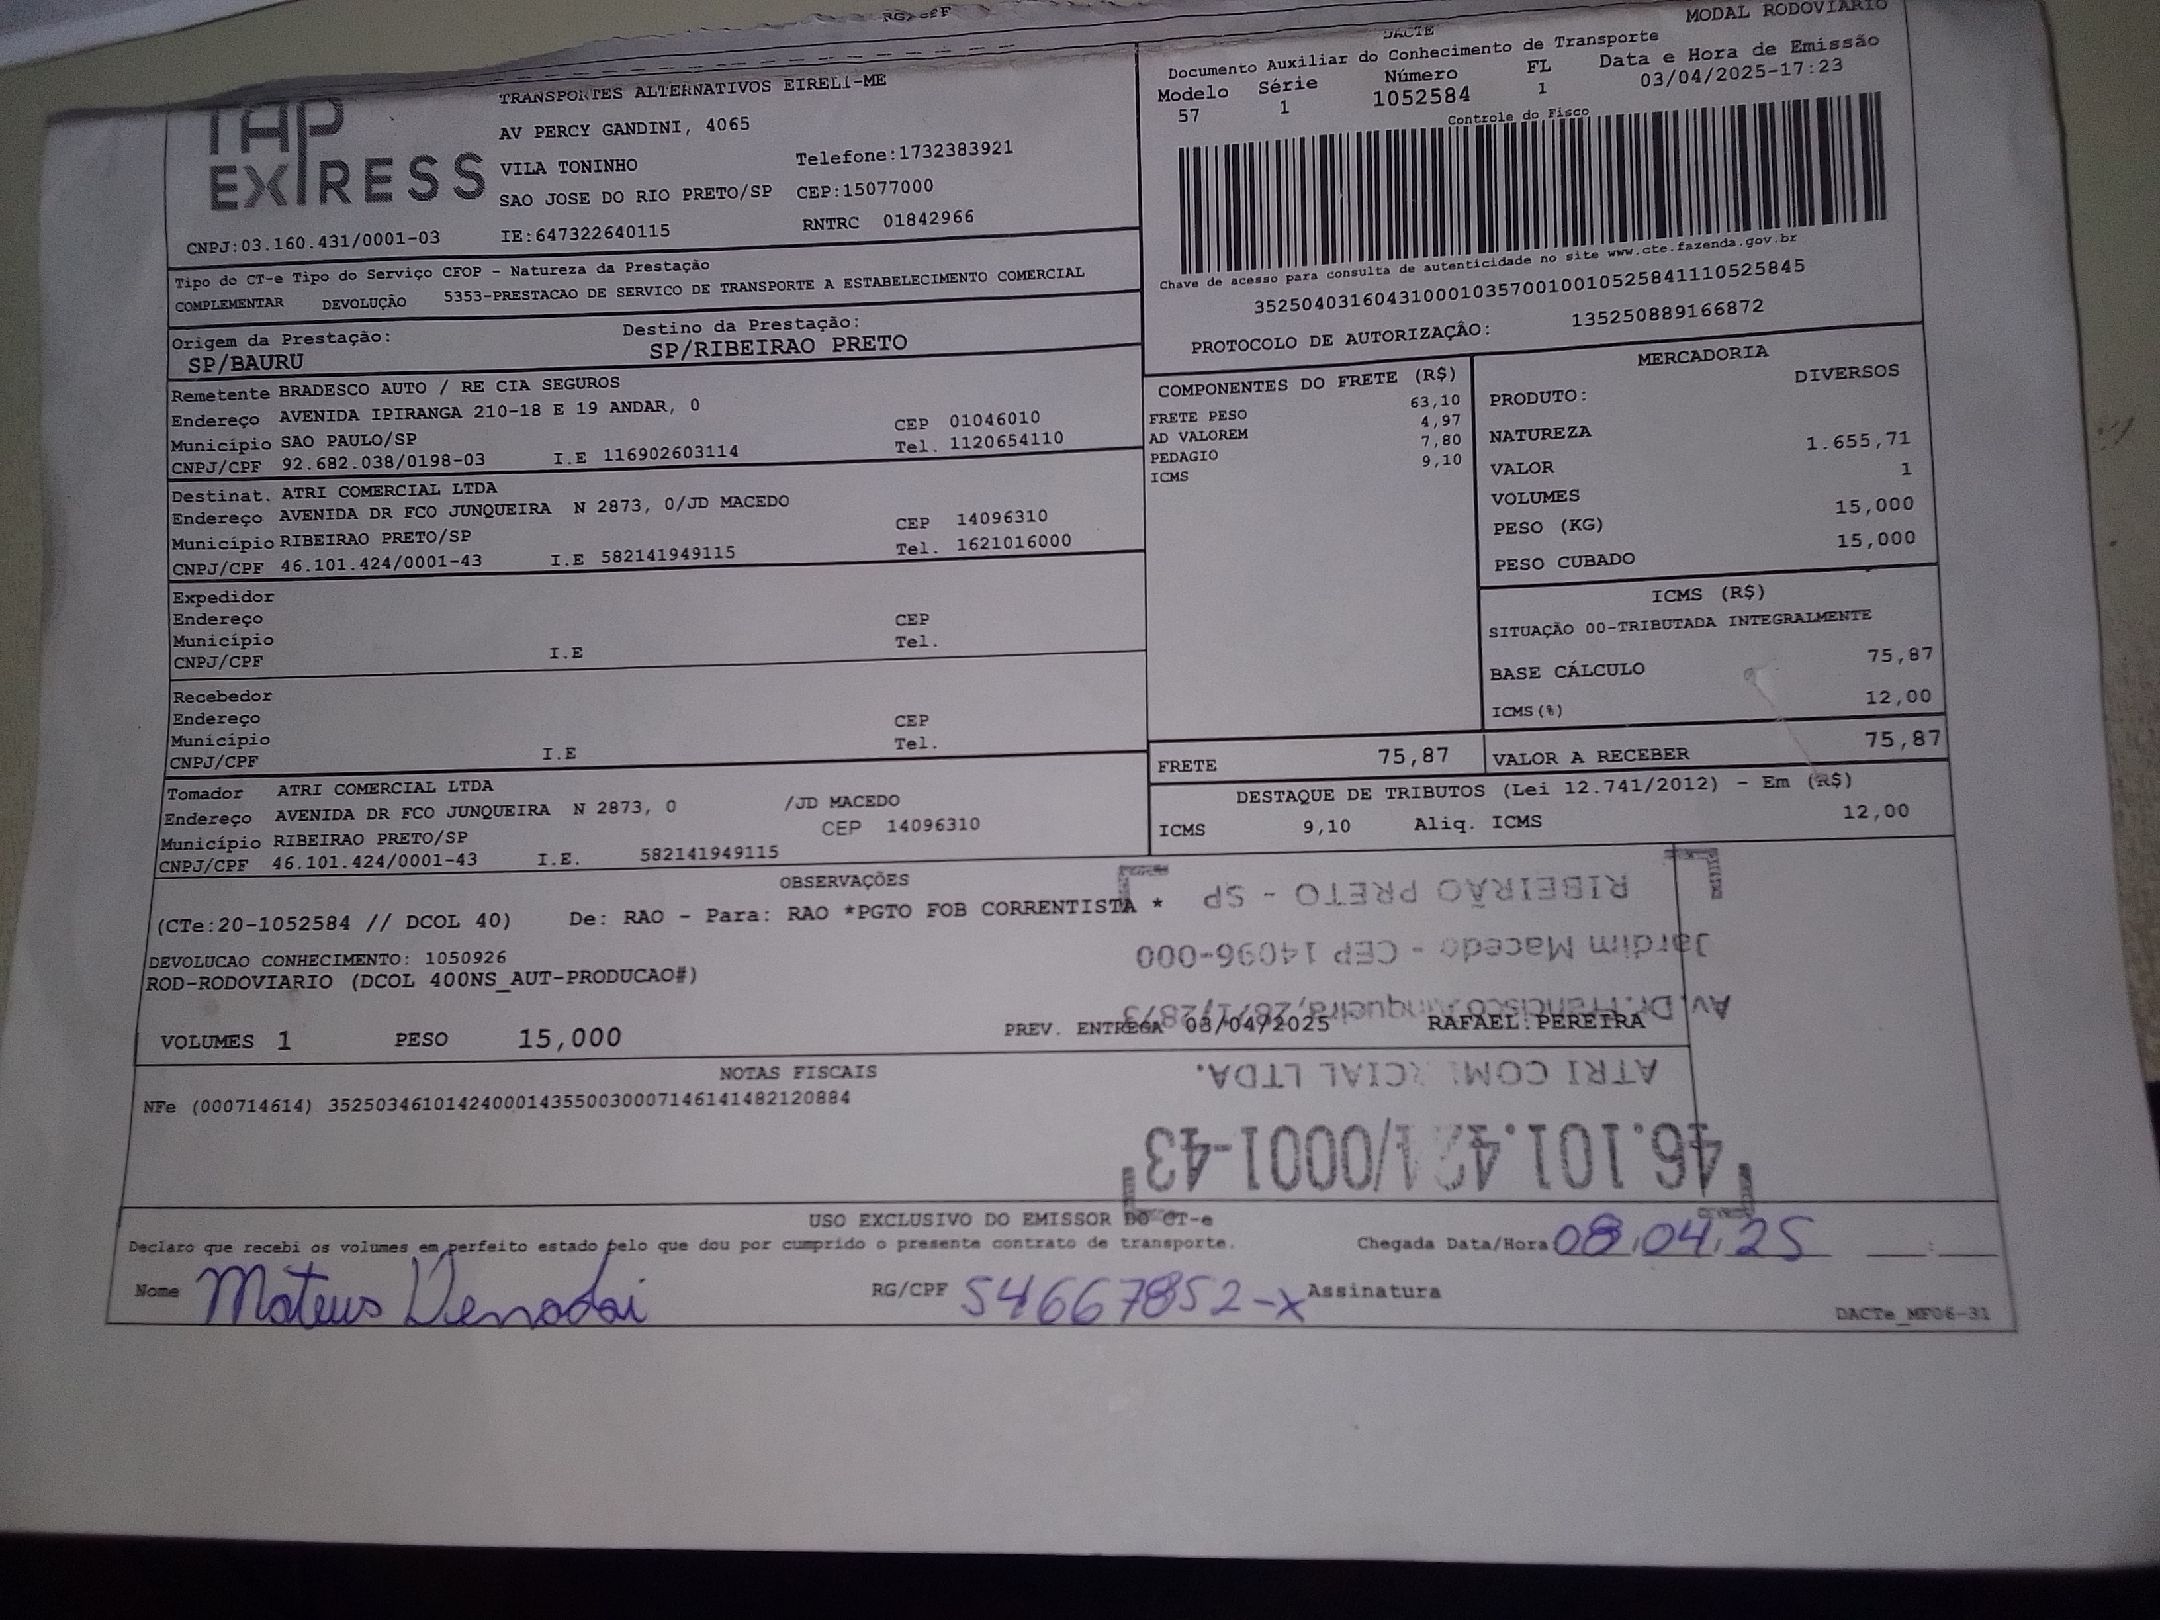 RG/CPF
TAP
EXPRESS
TRANSPORTES ALTERNATIVOS EIRELI-ME
AV PERCY GANDINI, 4065
VILA TONINHO Telefone:1732383921
SAO JOSE DO RIO PRETO/SP CEP:15077000
CNPJ:03.160.431/0001-03 IE:647322640115 RNTRC 01842966
DACTE MODAL RODOVIARIO
Documento Auxiliar do Conhecimento de Transporte
Modelo Série Número FL Data e Hora de Emissão
57 1 1052584 1 03/04/2025-17:23
Controle do Fisco
Chave de acesso para consulta de autenticidade no site www.cte.fazenda.gov.br
35250403160431000103570010010525841110525845
PROTOCOLO DE AUTORIZAÇÂO: 135250889166872
Tipo do CT-e Tipo do Serviço CFOP - Natureza da Prestação
COMPLEMENTAR DEVOLUÇÃO 5353-PRESTACAO DE SERVICO DE TRANSPORTE A ESTABELECIMENTO COMERCIAL
Origem da Prestação: Destino da Prestação:
SP/BAURU SP/RIBEIRAO PRETO
Remetente BRADESCO AUTO / RE CIA SEGUROS
Endereço AVENIDA IPIRANGA 210-18 E 19 ANDAR, 0 CEP 01046010
Município SAO PAULO/SP Tel. 1120654110
CNPJ/CPF 92.682.038/0198-03 I.E 116902603114
Destinat. ATRI COMERCIAL LTDA
Endereço AVENIDA DR FCO JUNQUEIRA N 2873, 0/JD MACEDO CEP 14096310
Município RIBEIRAO PRETO/SP Tel. 1621016000
CNPJ/CPF 46.101.424/0001-43 I.E 582141949115
Expedidor
Endereço CEP
Município Tel.
CNPJ/CPF I.E
Recebedor
Endereço CEP
Município Tel.
CNPJ/CPF I.E
Tomador ATRI COMERCIAL LTDA
Endereço AVENIDA DR FCO JUNQUEIRA N 2873, 0 /JD MACEDO
Município RIBEIRAO PRETO/SP CEP 14096310
CNPJ/CPF 46.101.424/0001-43 I.E. 582141949115
COMPONENTES DO FRETE (R$)
FRETE PESO 63,10
AD VALOREM 4,97
PEDAGIO 7,80
ICMS 9,10
MERCADORIA
PRODUTO: DIVERSOS
NATUREZA
VALOR 1.655,71
VOLUMES 1
PESO (KG) 15,000
PESO CUBADO 15,000
ICMS (R$)
SITUAÇÃO 00-TRIBUTADA INTEGRALMENTE
BASE CÁLCULO 75,87
ICMS(%) 12,00
FRETE 75,87 VALOR A RECEBER 75,87
DESTAQUE DE TRIBUTOS (Lei 12.741/2012) - Em (R$)
ICMS 9,10 Aliq. ICMS 12,00
OBSERVAÇÕES
(CTe:20-1052584 // DCOL 40) De: RAO - Para: RAO *PGTO FOB CORRENTISTA *
DEVOLUCAO CONHECIMENTO: 1050926
ROD-RODOVIARIO (DCOL 400NS_AUT-PRODUCAO#)
VOLUMES 1 PESO 15,000 PREV. ENTREGA 03/04/2025 RAFAEL.PEREIRA
NOTAS FISCAIS
NFe (000714614) 35250346101424000143550030007146141482120884
46.101.424/0001-43
ATRI COMERCIAL LTDA.
Av. Dr. Francisco Junqueira, 2871/2873
Jardim Macedo - CEP 14096-000
RIBEIRÃO PRETO - SP
USO EXCLUSIVO DO EMISSOR DO CT-e
Declaro que recebi os volumes em perfeito estado pelo que dou por cumprido o presente contrato de transporte. Chegada Data/Hora 08,04,25 :
Nome Mateus Denadai RG/CPF 54667852-X Assinatura
DACTe_MF06-31